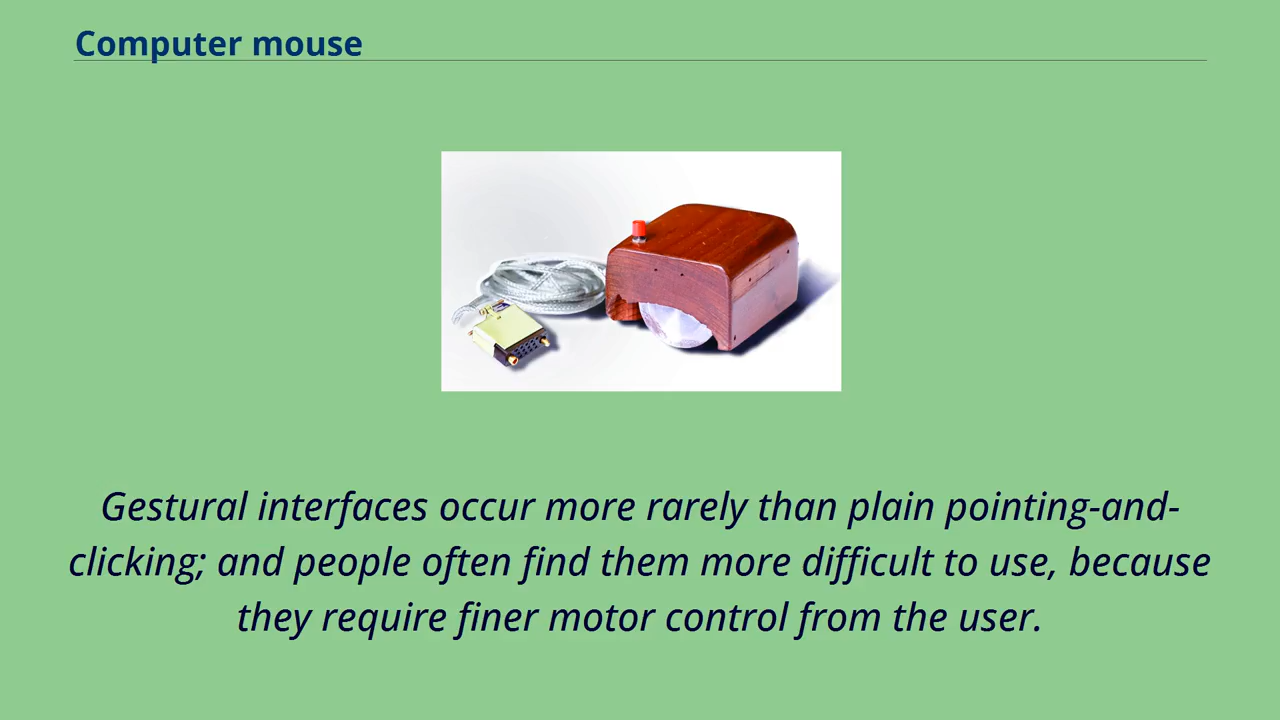 Computer mouse
Gestural interfaces occur more rarely than plain pointing-and-
clicking; and people often find them more difficult to use, because
they require finer motor control from the user.